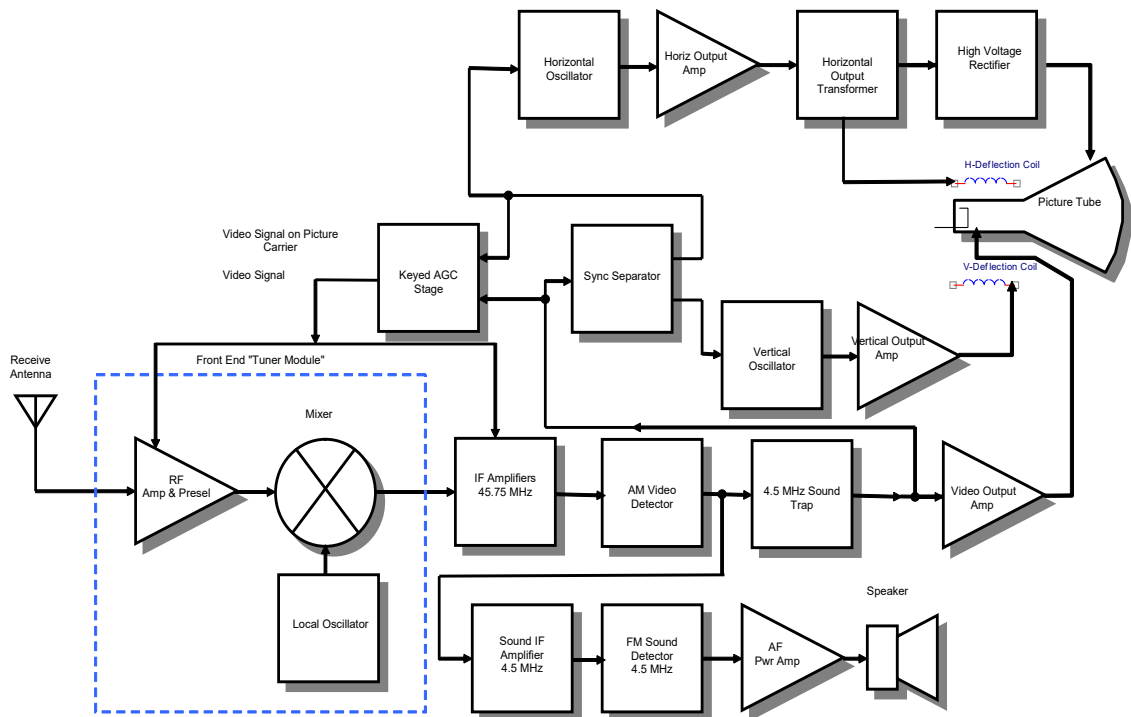 Horizontal
Oscillator
Horiz Output
Amp
Horizontal
Output
Transformer
High Voltage
Rectifier
H-Deflection Coil
Picture Tube
Video Signal on Picture
Carrier
Video Signal
Keyed AGC
Stage
Sync Separator
V-Deflection Coil
Vertical
Oscillator
Vertical Output
Amp
Receive
Antenna
Front End "Tuner Module"
Mixer
RF
Amp & Presel
IF Amplifiers
45.75 MHz
AM Video
Detector
4.5 MHz Sound
Trap
Video Output
Amp
Local Oscillator
Sound IF
Amplifier
4.5 MHz
FM Sound
Detector
4.5 MHz
AF
Pwr Amp
Speaker